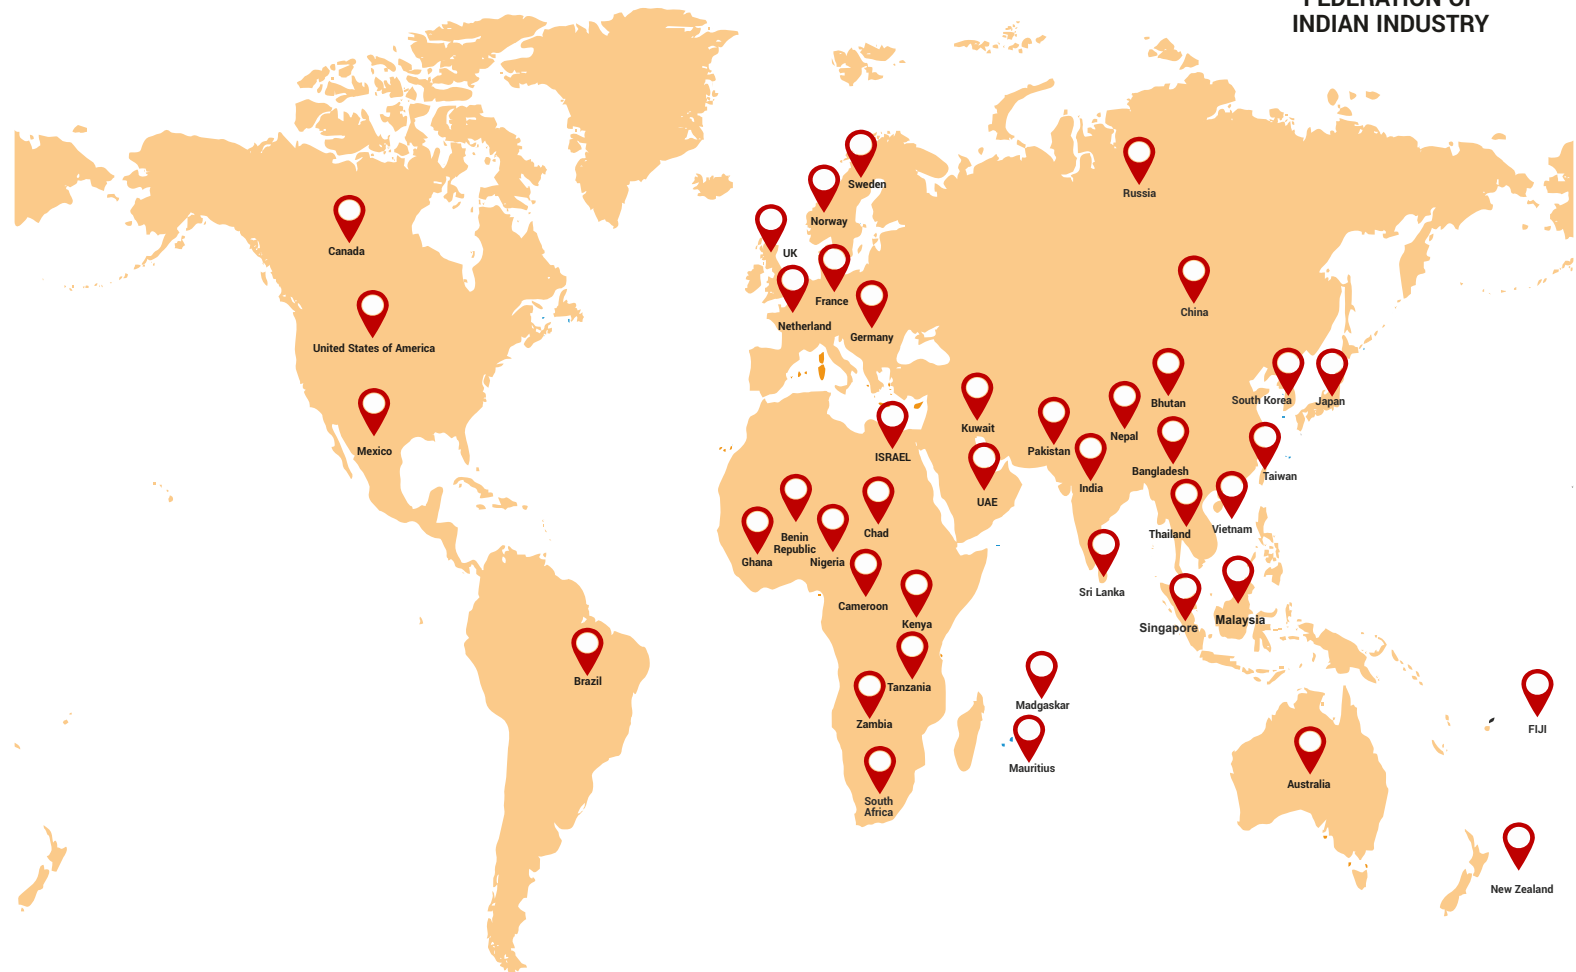 FEDERATION OF
INDIAN INDUSTRY
Sweden
Russia
Norway
Canada
UK
France
China
Netherland
Germany
United States of America
South Korea
Japan
Bhutan
Kuwait
Nepal
Mexico
Pakistan
ISRAEL
Bangladesh
Taiwan
India
UAE
Vietnam
Chad
Thailand
Benin
Republic
Ghana
Nigeria
Sri Lanka
Cameroon
Kenya
Malaysia
Singapore
Brazil
Tanzania
Madgaskar
Zambia
FIJI
Mauritius
Australia
South
Africa
New Zealand